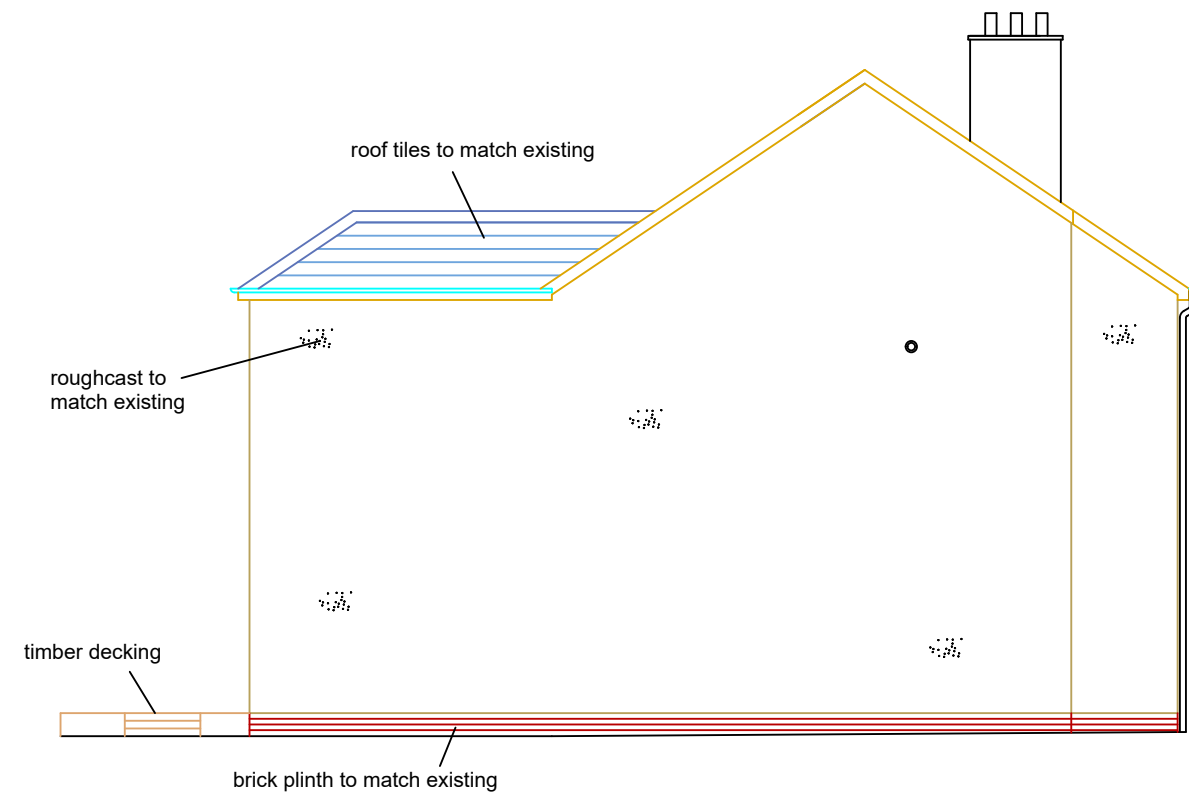 roof tiles to match existing
roughcast to
match existing
timber decking
brick plinth to match existing